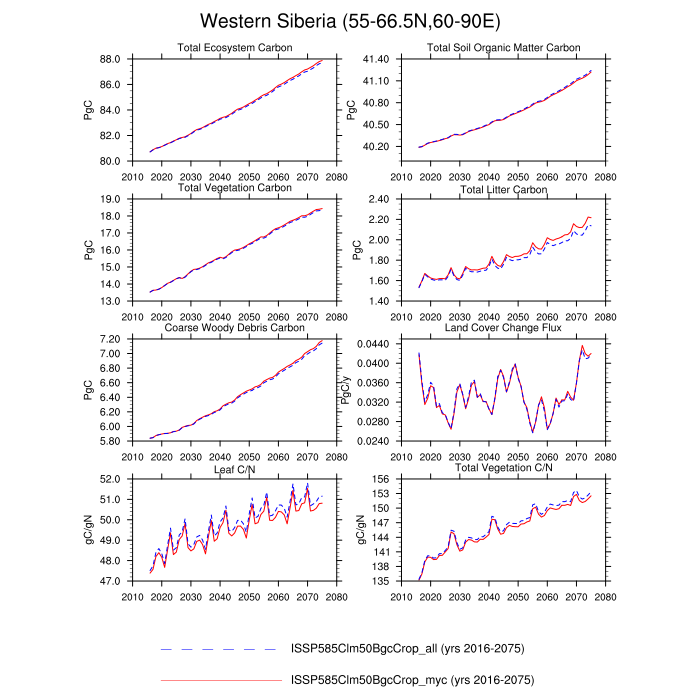 Western Siberia (55-66.5N,60-90E)
Total Ecosystem Carbon
PgC
88.0
86.0
84.0
82.0
80.0
2010 2020 2030 2040 2050 2060 2070 2080
Total Soil Organic Matter Carbon
PgC
41.40
41.10
40.80
40.50
40.20
2010 2020 2030 2040 2050 2060 2070 2080
Total Vegetation Carbon
PgC
19.0
18.0
17.0
16.0
15.0
14.0
13.0
2010 2020 2030 2040 2050 2060 2070 2080
Total Litter Carbon
PgC
2.40
2.20
2.00
1.80
1.60
1.40
2010 2020 2030 2040 2050 2060 2070 2080
Coarse Woody Debris Carbon
PgC
7.20
7.00
6.80
6.60
6.40
6.20
6.00
5.80
2010 2020 2030 2040 2050 2060 2070 2080
Land Cover Change Flux
PgC/y
0.0440
0.0400
0.0360
0.0320
0.0280
0.0240
2010 2020 2030 2040 2050 2060 2070 2080
Leaf C/N
gC/gN
52.0
51.0
50.0
49.0
48.0
47.0
2010 2020 2030 2040 2050 2060 2070 2080
Total Vegetation C/N
gC/gN
156
153
150
147
144
141
138
135
2010 2020 2030 2040 2050 2060 2070 2080
ISSP585Clm50BgcCrop_all (yrs 2016-2075)
ISSP585Clm50BgcCrop_myc (yrs 2016-2075)